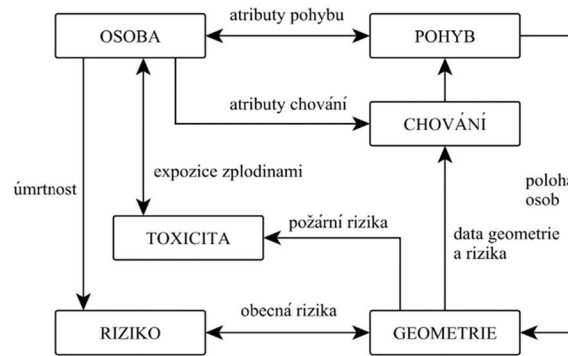 atributy pohybu
OSOBA
POHYB
atributy chování
CHOVÁNÍ
úmrtnost
expozice zplodinami
poloha
osob
TOXICITA
požární rizika
data geometrie
a rizika
obecná rizika
RIZIKO
GEOMETRIE